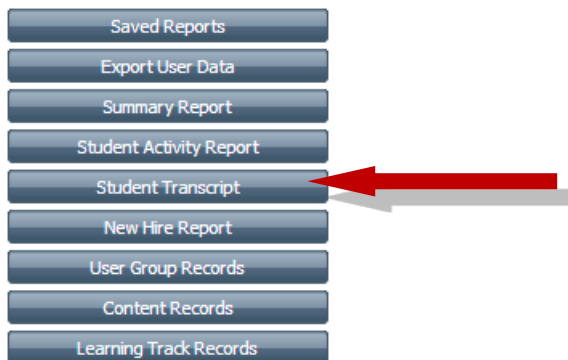 Saved Reports
Export User Data
Summary Report
Student Activity Report
Student Transcript
New Hire Report
User Group Records
Content Records
Learning Track Records